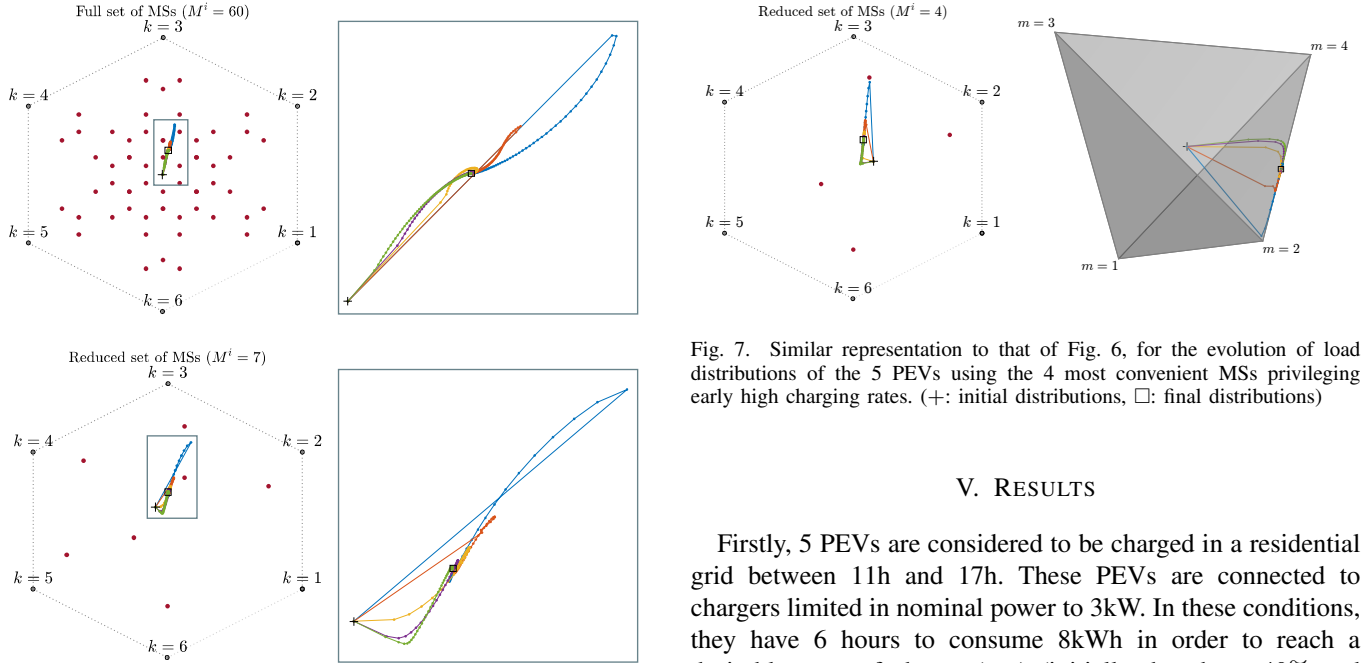 Full set of MSs (M^i = 60)
k = 3
k = 4
k = 2
k = 5
k = 1
k = 6
Reduced set of MSs (M^i = 7)
k = 3
k = 4
k = 2
k = 5
k = 1
k = 6
Reduced set of MSs (M^i = 4)
k = 3
k = 4
k = 2
k = 5
k = 1
k = 6
m = 3
m = 4
m = 2
m = 1
Fig. 7. Similar representation to that of Fig. 6, for the evolution of load
distributions of the 5 PEVs using the 4 most convenient MSs privileging
early high charging rates. (+: initial distributions, □: final distributions)
V. RESULTS
Firstly, 5 PEVs are considered to be charged in a residential
grid between 11h and 17h. These PEVs are connected to
chargers limited in nominal power to 3kW. In these conditions,
they have 6 hours to consume 8kWh in order to reach a